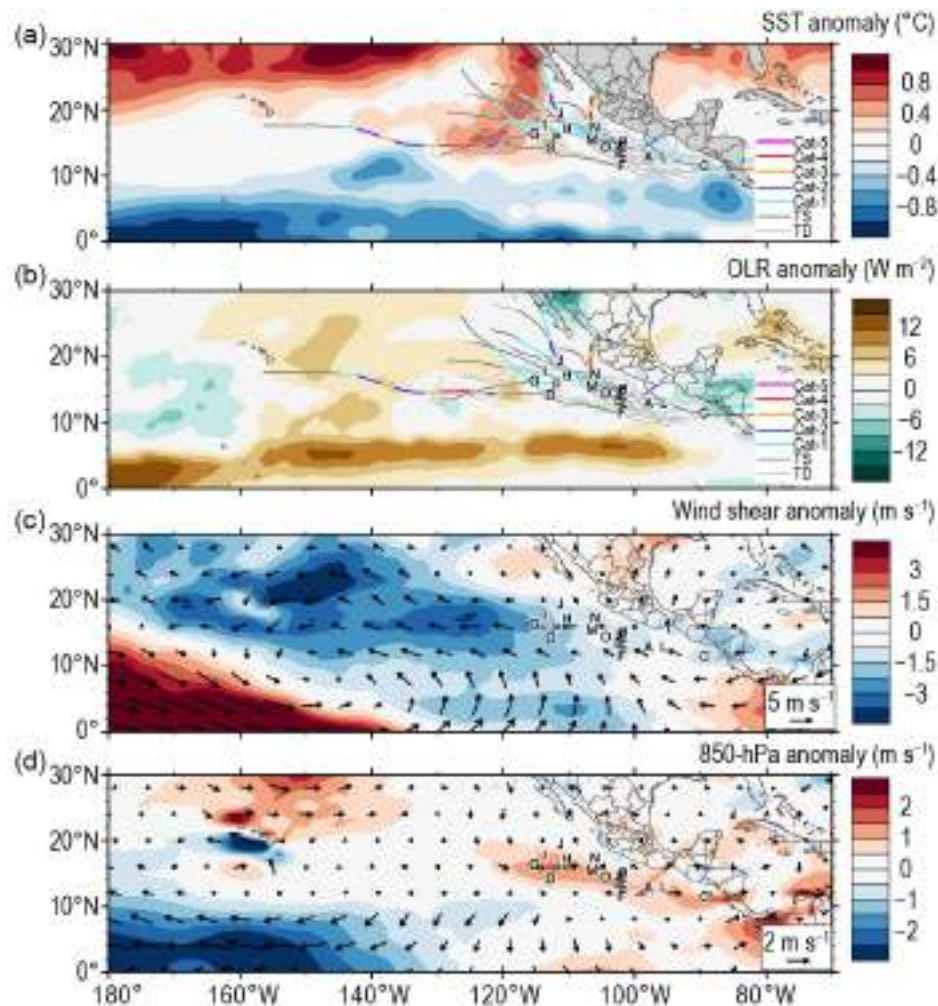 (a)
SST anomaly (°C)
30°N
20°N
10°N
0°
0.8
0.4
0
−0.4
−0.8
Cat-5
Cat-4
Cat-3
Cat-2
Cat-1
TS
TD
(b)
OLR anomaly (W m⁻²)
30°N
20°N
10°N
0°
12
6
0
−6
−12
Cat-5
Cat-4
Cat-3
Cat-2
Cat-1
TS
TD
(c)
Wind shear anomaly (m s⁻¹)
30°N
20°N
10°N
0°
3
1.5
0
−1.5
−3
5 m s⁻¹
(d)
850-hPa anomaly (m s⁻¹)
30°N
20°N
10°N
0°
2
1
0
−1
−2
2 m s⁻¹
180° 160°W 140°W 120°W 100°W 80°W